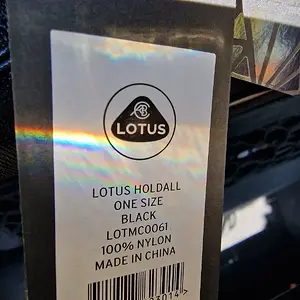 LOTUS
LOTUS HOLDALL
ONE SIZE
BLACK
LOTMC0061
100% NYLON
MADE IN CHINA